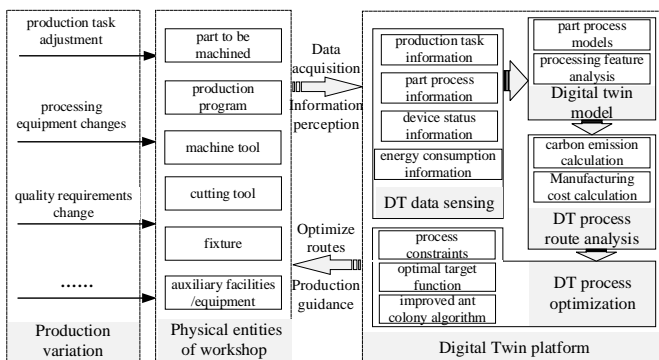 production task
adjustment
processing
equipment changes
quality requirements
change
......
Production
variation
part to be
machined
production
program
machine tool
cutting tool
fixture
auxiliary facilities
/equipment
Physical entities
of workshop
Data
acquisition
Information
perception
Optimize
routes
Production
guidance
production task
information
part process
information
device status
information
energy consumption
information
DT data sensing
part process
models
processing feature
analysis
Digital twin
model
carbon emission
calculation
Manufacturing
cost calculation
DT process
route analysis
process
constraints
optimal target
function
improved ant
colony algorithm
DT process
optimization
Digital Twin platform